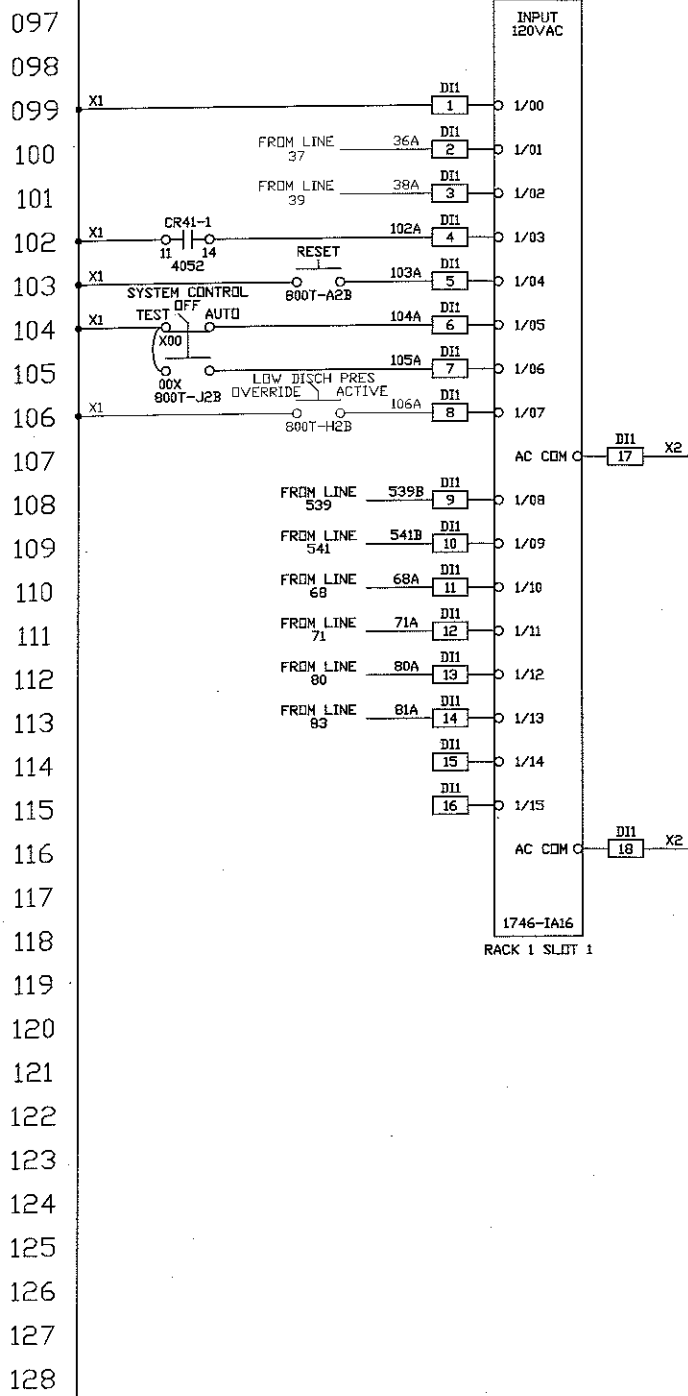 097
INPUT
120VAC
098
099 X1 DI1 1 1/00
100 FROM LINE 37 36A DI1 2 1/01
101 FROM LINE 39 38A DI1 3 1/02
102 X1 CR41-1 11 14 4052 102A DI1 4 1/03
103 X1 RESET 800T-A2B 103A DI1 5 1/04
SYSTEM CONTROL
104 X1 TEST OFF AUTO X00 104A DI1 6 1/05
105 00X 800T-J2B 105A DI1 7 1/06
LOW DISCH PRES
106 X1 OVERRIDE ACTIVE 800T-H2B 106A DI1 8 1/07
107 AC COM DI1 17 X2
108 FROM LINE 539 539B DI1 9 1/08
109 FROM LINE 541 541B DI1 10 1/09
110 FROM LINE 68 68A DI1 11 1/10
111 FROM LINE 71 71A DI1 12 1/11
112 FROM LINE 80 80A DI1 13 1/12
113 FROM LINE 83 81A DI1 14 1/13
114 DI1 15 1/14
115 DI1 16 1/15
116 AC COM DI1 18 X2
117
118 1746-IA16
RACK 1 SLOT 1
119
120
121
122
123
124
125
126
127
128